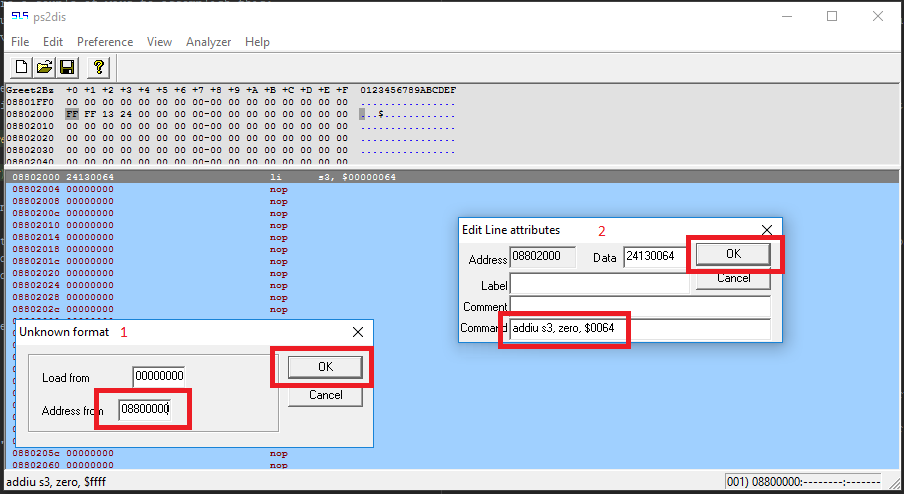 ps2dis
File Edit Preference View Analyzer Help
Greet2Bz +0 +1 +2 +3 +4 +5 +6 +7 +8 +9 +A +B +C +D +E +F 0123456789ABCDEF
08801FF0 00 00 00 00 00 00 00 00-00 00 00 00 00 00 00 00 ................
08802000 FF FF 13 24 00 00 00 00-00 00 00 00 00 00 00 00 ...$............
08802010 00 00 00 00 00 00 00 00-00 00 00 00 00 00 00 00 ................
08802020 00 00 00 00 00 00 00 00-00 00 00 00 00 00 00 00 ................
08802030 00 00 00 00 00 00 00 00-00 00 00 00 00 00 00 00 ................
08802040 00 00 00 00 00 00 00 00-00 00 00 00 00 00 00 00 ................
08802000 24130064 li s3, $00000064
08802004 00000000 nop
08802008 00000000 nop
0880200c 00000000 nop
08802010 00000000 nop
08802014 00000000 nop
08802018 00000000 nop
0880201c 00000000 nop
08802020 00000000 nop
08802024 00000000 nop
08802028 00000000 nop
0880202c 00000000 nop
Edit Line attributes 2
Address 08802000 Data 24130064 OK
Label Cancel
Comment
Command addiu s3, zero, $0064
Unknown format 1
Load from 00000000 OK
Address from 08800000 Cancel
0880205c 00000000 nop
08802060 00000000 nop
addiu s3, zero, $ffff
001) 08800000:--------:-------